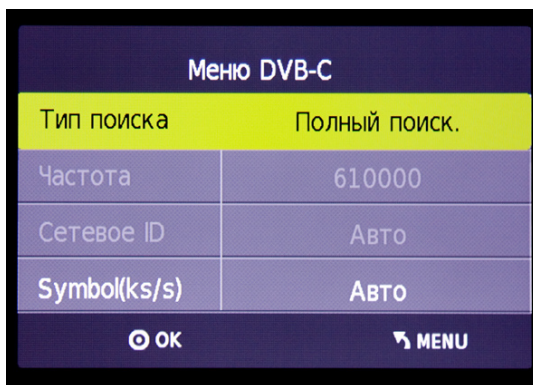 Меню DVB-C
Тип поиска Полный поиск.
Частота 610000
Сетевое ID Авто
Symbol(ks/s) Авто
OK MENU